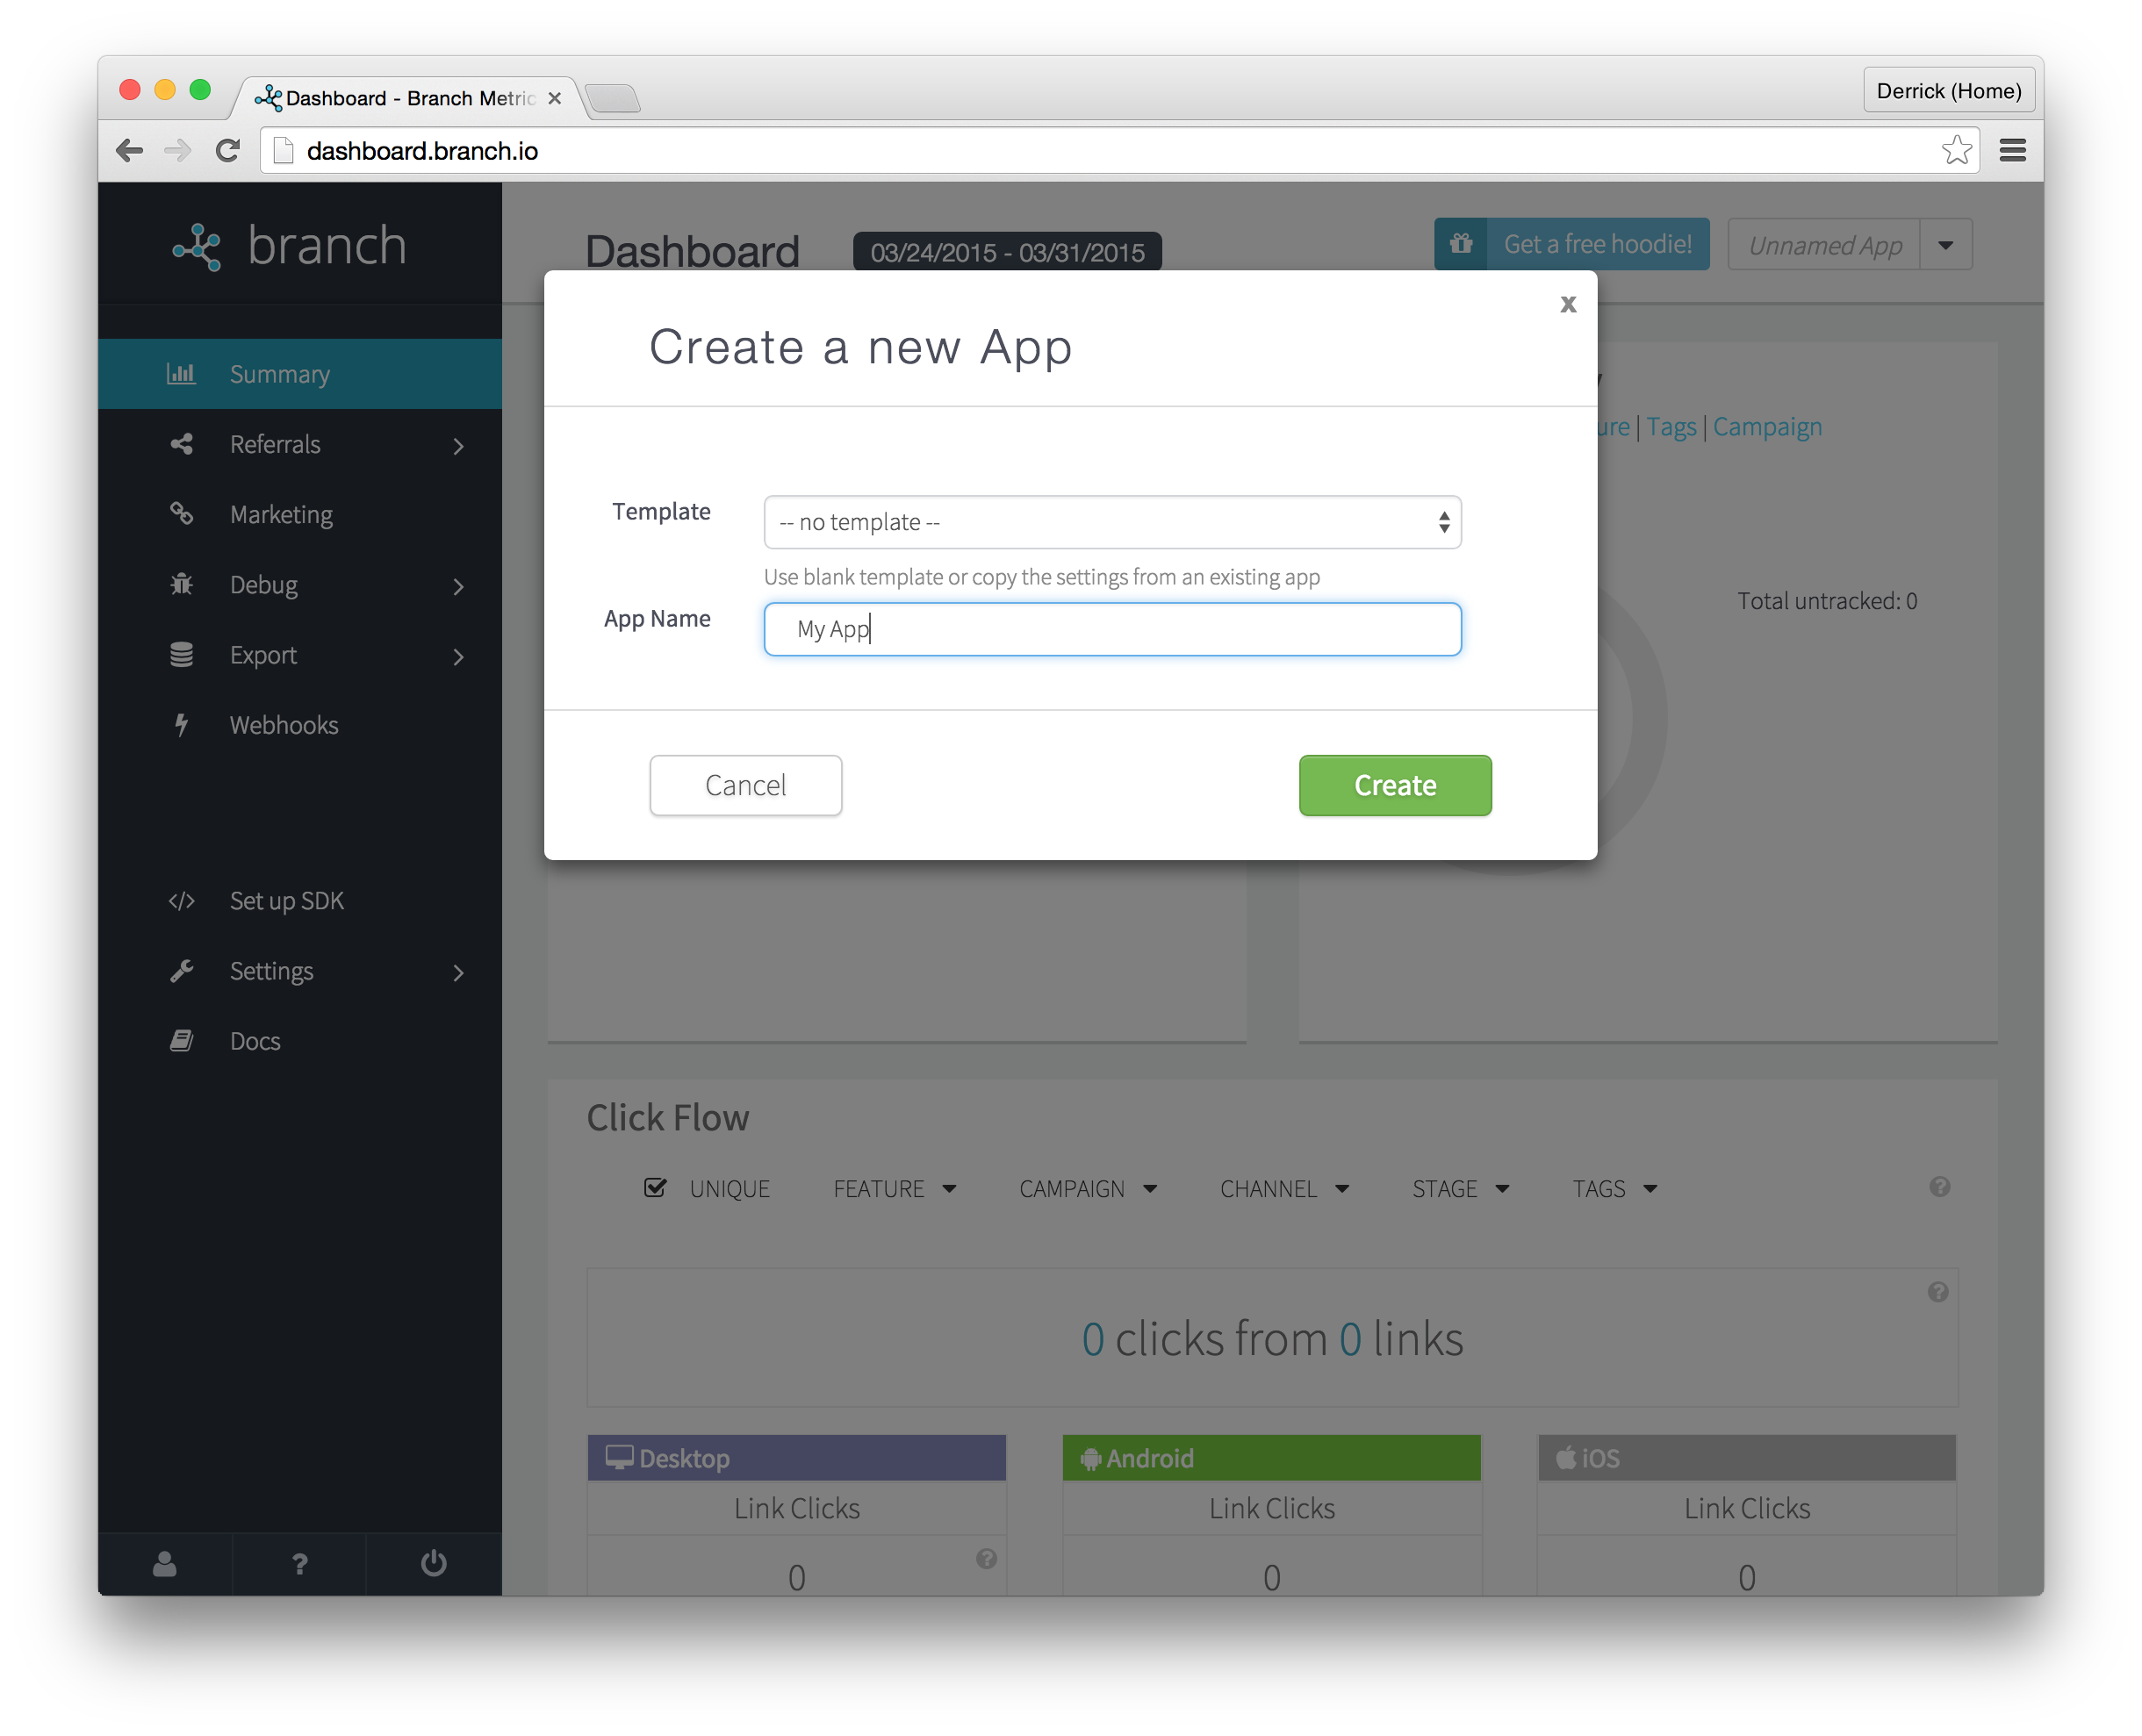 Dashboard - Branch Metric
Derrick (Home)
dashboard.branch.io
branch
Dashboard
03/24/2015 - 03/31/2015
Get a free hoodie!
Unnamed App
Create a new App
x
Summary
Referrals
Marketing
Debug
Export
Webhooks
Set up SDK
Settings
Docs
?
Template
-- no template --
Use blank template or copy the settings from an existing app
App Name
My App
Cancel
Create
| Tags | Campaign
Total untracked: 0
Click Flow
UNIQUE FEATURE CAMPAIGN CHANNEL STAGE TAGS ?
?
0 clicks from 0 links
Desktop
Link Clicks
0 ?
Android
Link Clicks
0
iOS
Link Clicks
0